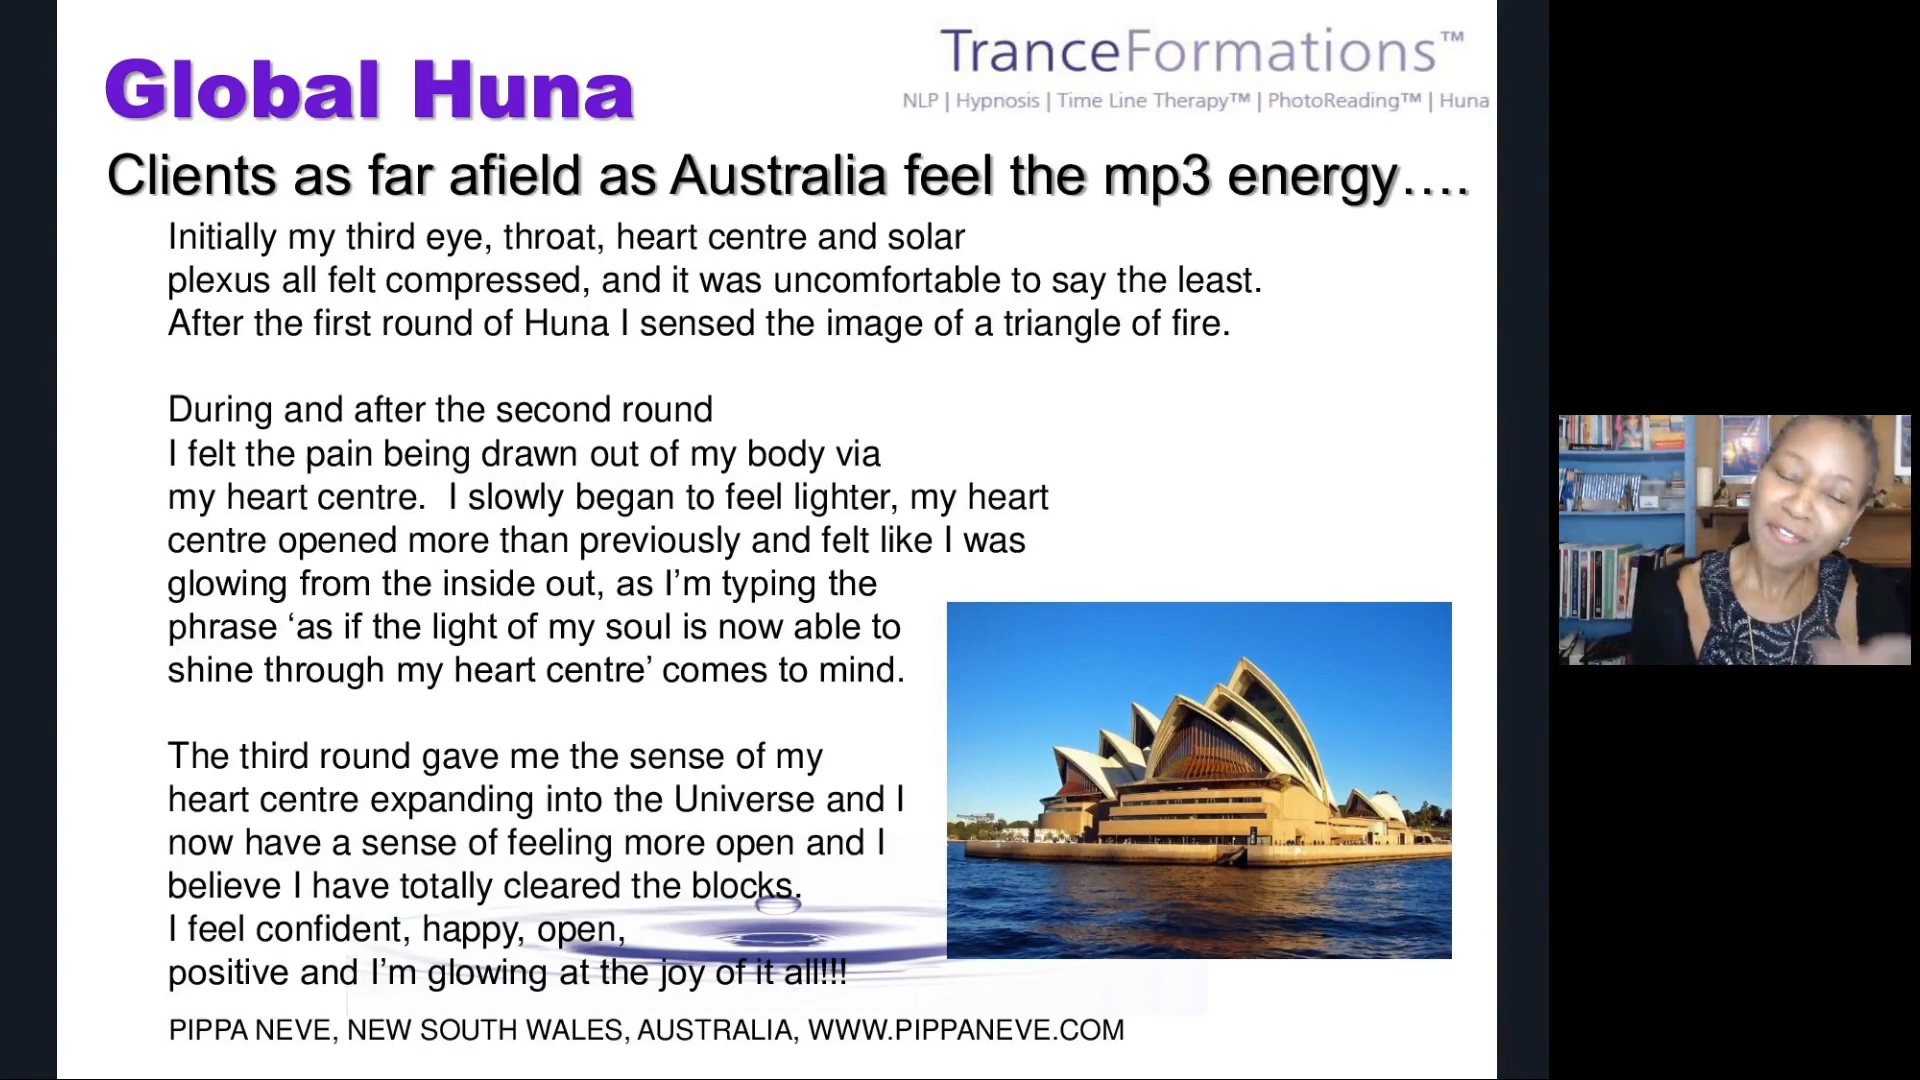 TranceFormations™
NLP | Hypnosis | Time Line Therapy™ | PhotoReading™ | Huna
Global Huna
Clients as far afield as Australia feel the mp3 energy….
Initially my third eye, throat, heart centre and solar
plexus all felt compressed, and it was uncomfortable to say the least.
After the first round of Huna I sensed the image of a triangle of fire.
During and after the second round
I felt the pain being drawn out of my body via
my heart centre.  I slowly began to feel lighter, my heart
centre opened more than previously and felt like I was
glowing from the inside out, as I’m typing the
phrase ‘as if the light of my soul is now able to
shine through my heart centre’ comes to mind.
The third round gave me the sense of my
heart centre expanding into the Universe and I
now have a sense of feeling more open and I
believe I have totally cleared the blocks.
I feel confident, happy, open,
positive and I’m glowing at the joy of it all!!!
PIPPA NEVE, NEW SOUTH WALES, AUSTRALIA, WWW.PIPPANEVE.COM